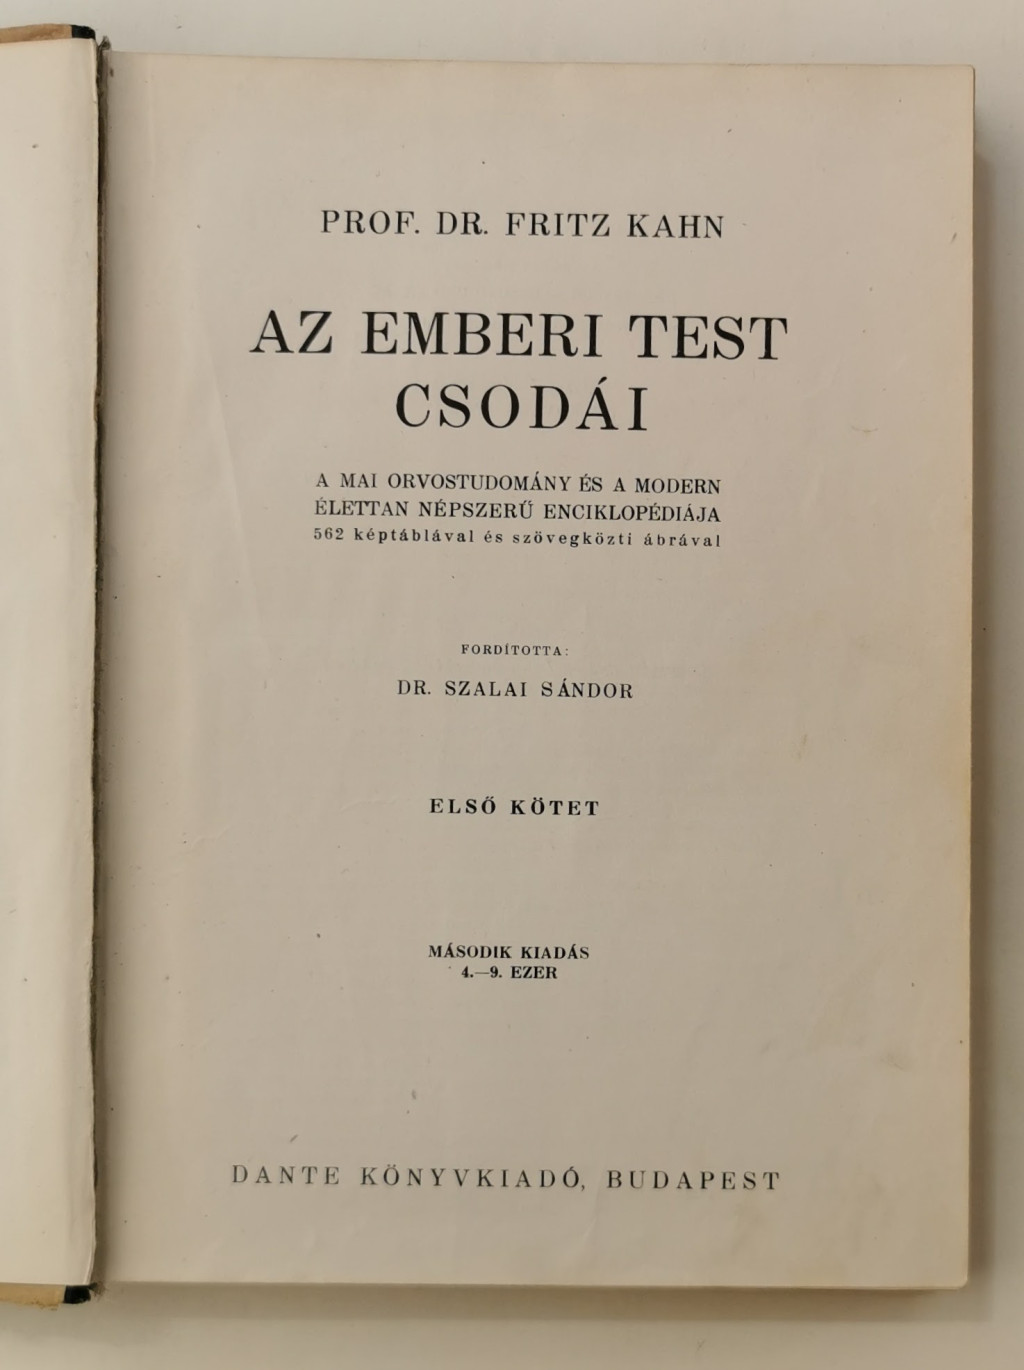 PROF. DR. FRITZ KAHN
AZ EMBERI TEST
CSODÁI
A MAI ORVOSTUDOMÁNY ÉS A MODERN
ÉLETTAN NÉPSZERŰ ENCIKLOPÉDIÁJA
562 képtáblával és szövegközti ábrával
FORDÍTOTTA:
DR. SZALAI SÁNDOR
ELSŐ KÖTET
MÁSODIK KIADÁS
4.—9. EZER
DANTE KÖNYVKIADÓ, BUDAPEST